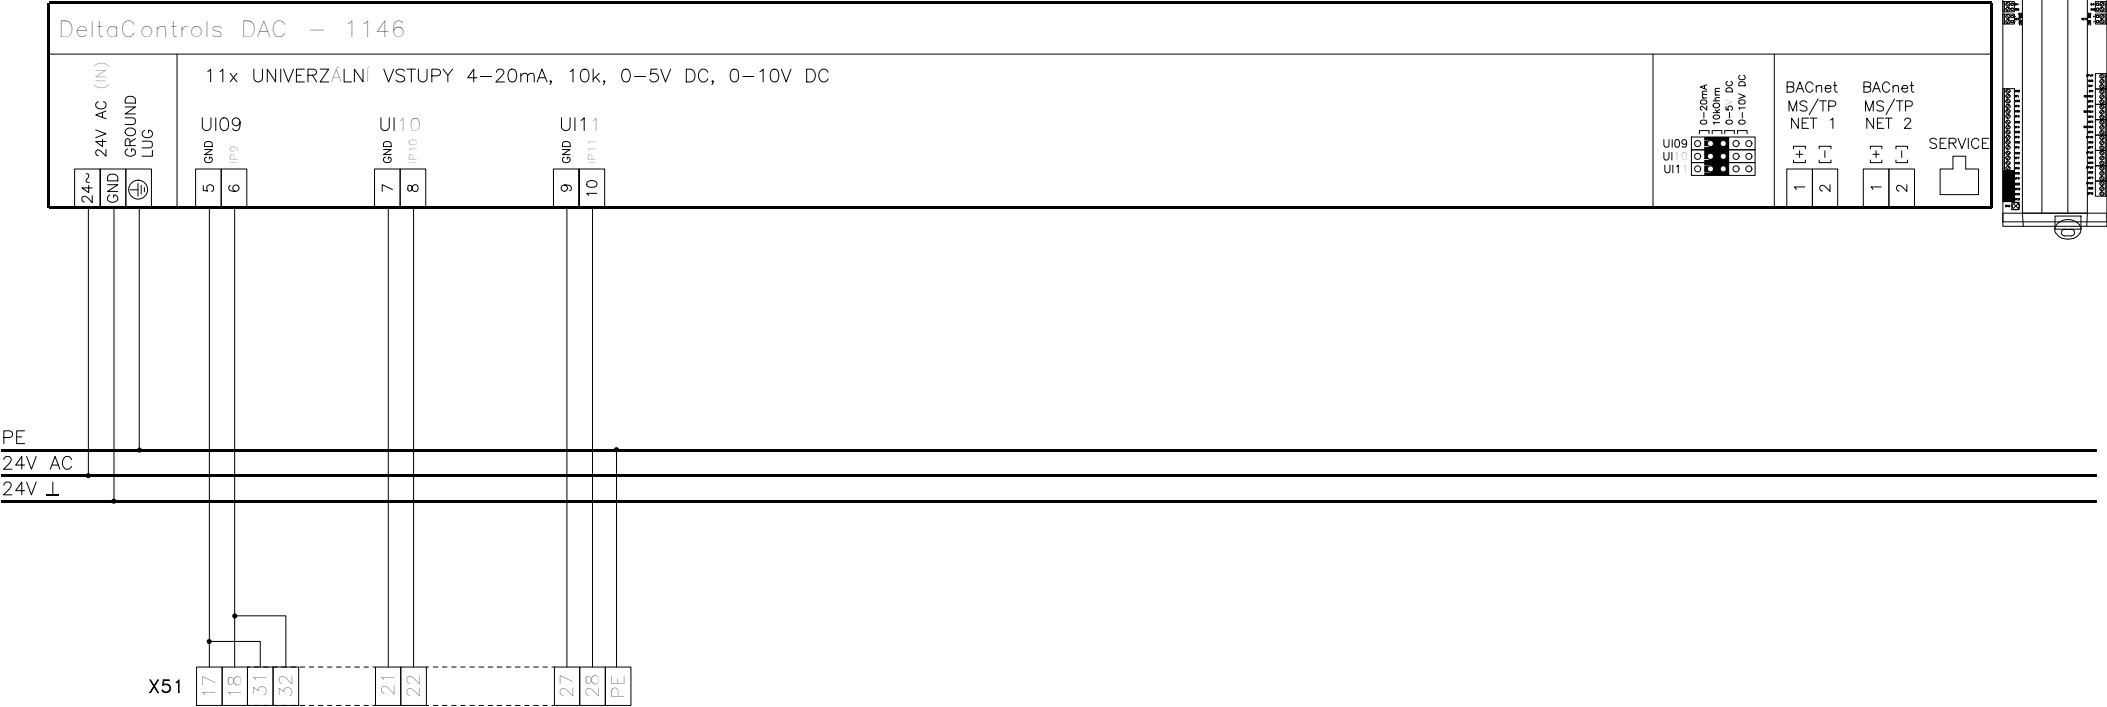 DeltaControls DAC - 1146
11x UNIVERZÁLNÍ VSTUPY 4-20mA, 10k, 0-5V DC, 0-10V DC
24V AC (IN)
GROUND
LUG
24~
GND
UI09
GND
IP9
5
6
UI10
GND
IP10
7
8
UI11
GND
IP11
9
10
0-20mA
10kOhm
0-5V DC
0-10V DC
UI09
UI10
UI11
BACnet
MS/TP
NET 1
[+]
[-]
1
2
BACnet
MS/TP
NET 2
[+]
[-]
1
2
SERVICE
PE
24V AC
24V ⊥
X51
17
18
31
32
21
22
27
28
PE